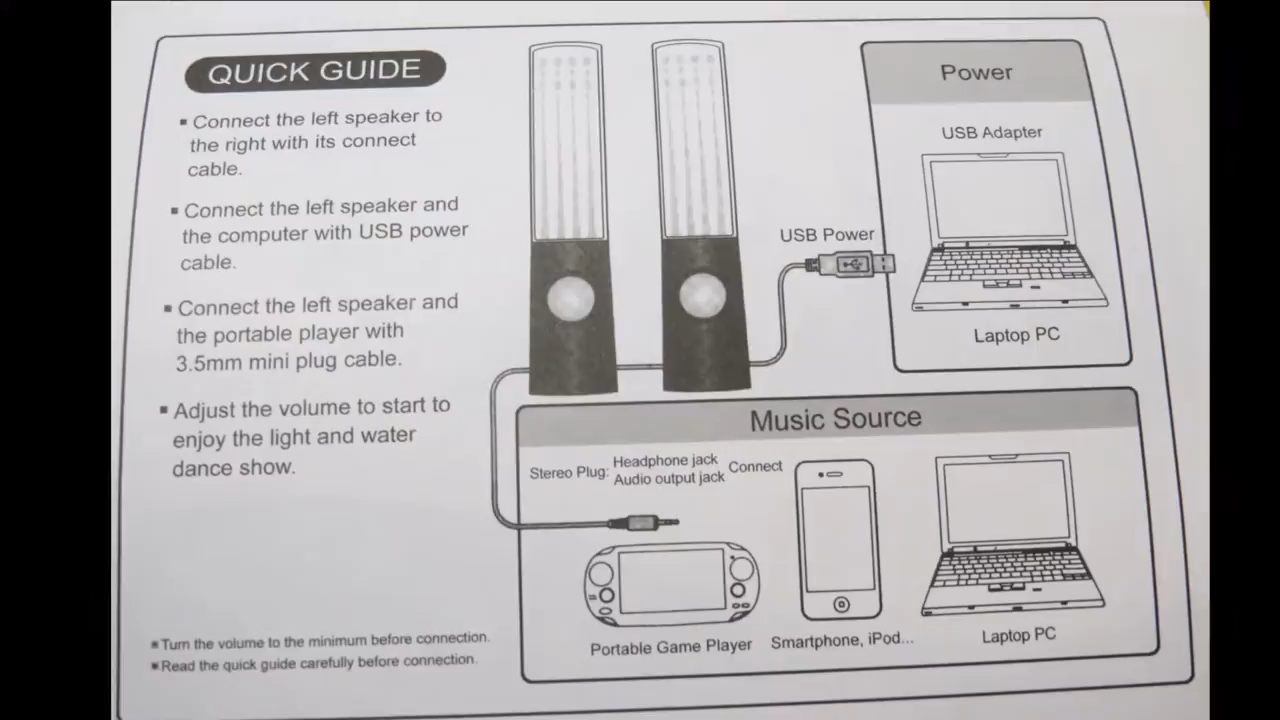 QUICK GUIDE
▪ Connect the left speaker to
the right with its connect
cable.
▪ Connect the left speaker and
the computer with USB power
cable.
▪ Connect the left speaker and
the portable player with
3.5mm mini plug cable.
▪ Adjust the volume to start to
enjoy the light and water
dance show.
※Turn the volume to the minimum before connection.
※Read the quick guide carefully before connection.
USB Power
Power
USB Adapter
Laptop PC
Music Source
Stereo Plug: Headphone jack Connect
Audio output jack
Portable Game Player
Smartphone, iPod...
Laptop PC